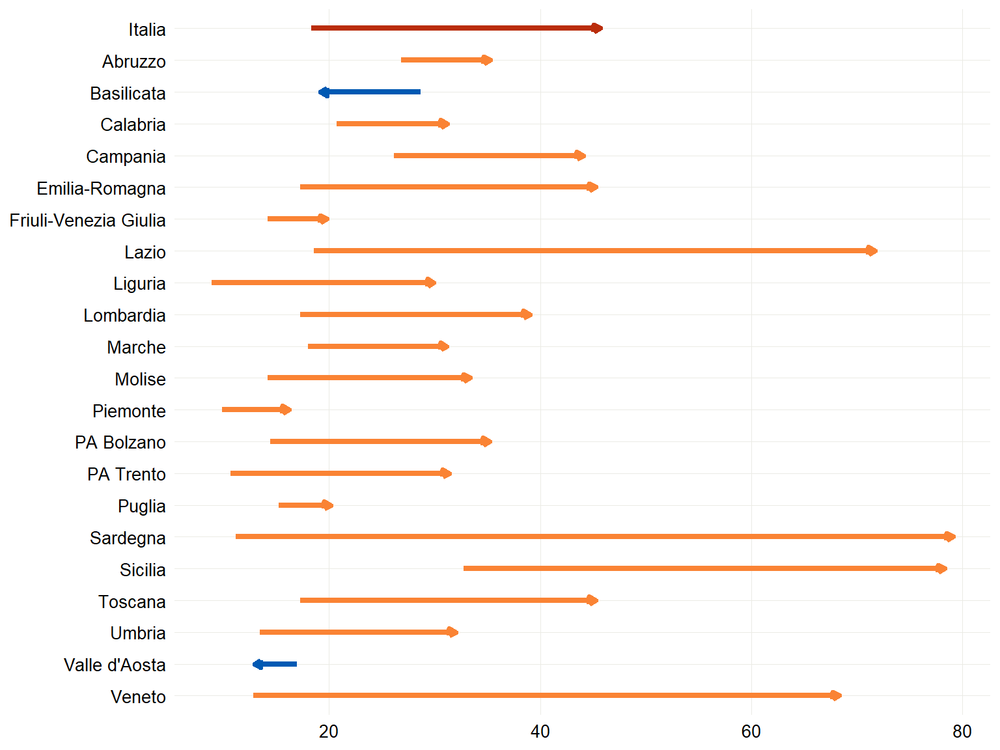 Italia
Abruzzo
Basilicata
Calabria
Campania
Emilia-Romagna
Friuli-Venezia Giulia
Lazio
Liguria
Lombardia
Marche
Molise
Piemonte
PA Bolzano
PA Trento
Puglia
Sardegna
Sicilia
Toscana
Umbria
Valle d'Aosta
Veneto
20 40 60 80